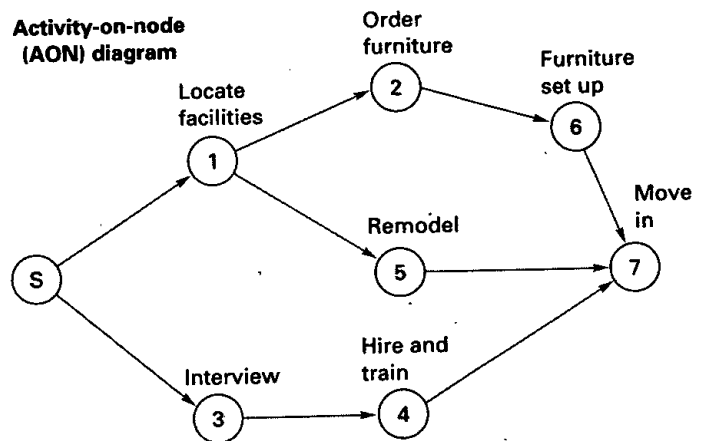 Activity-on-node
(AON) diagram
Order
furniture
2
Furniture
set up
6
Locate
facilities
1
Move
in
7
Remodel
5
S
Interview
3
Hire and
train
4